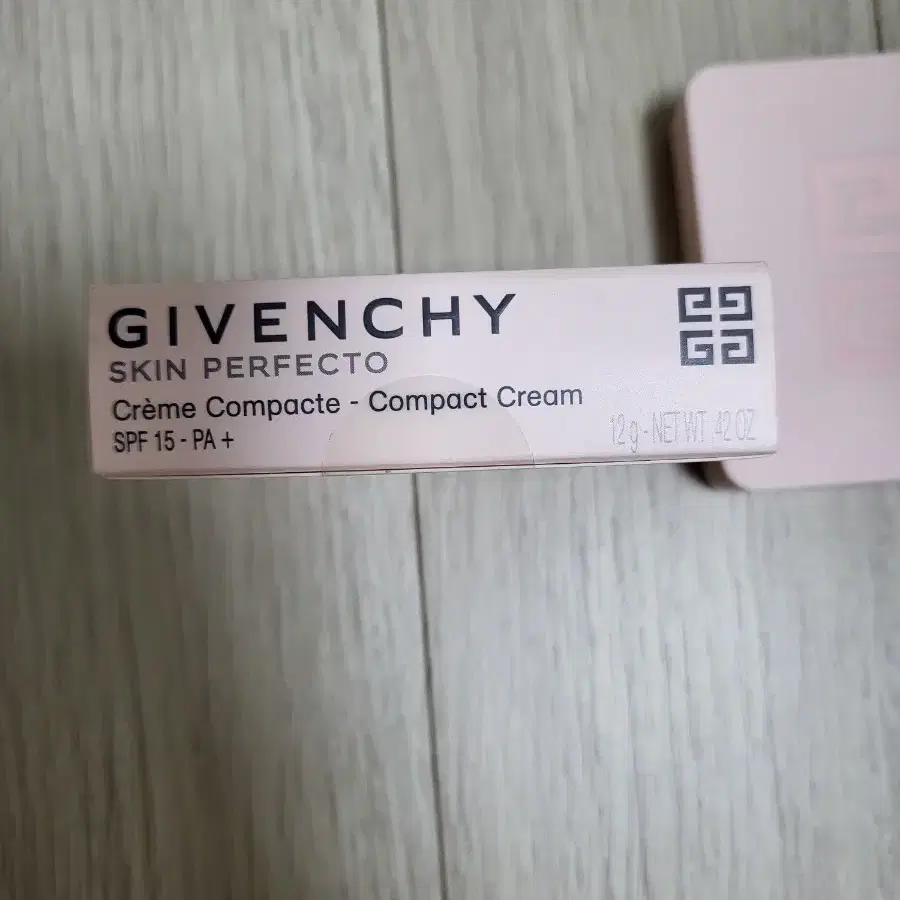 GIVENCHY
SKIN PERFECTO
Crème Compacte - Compact Cream
SPF 15 - PA +
12 g - NET WT .42 OZ